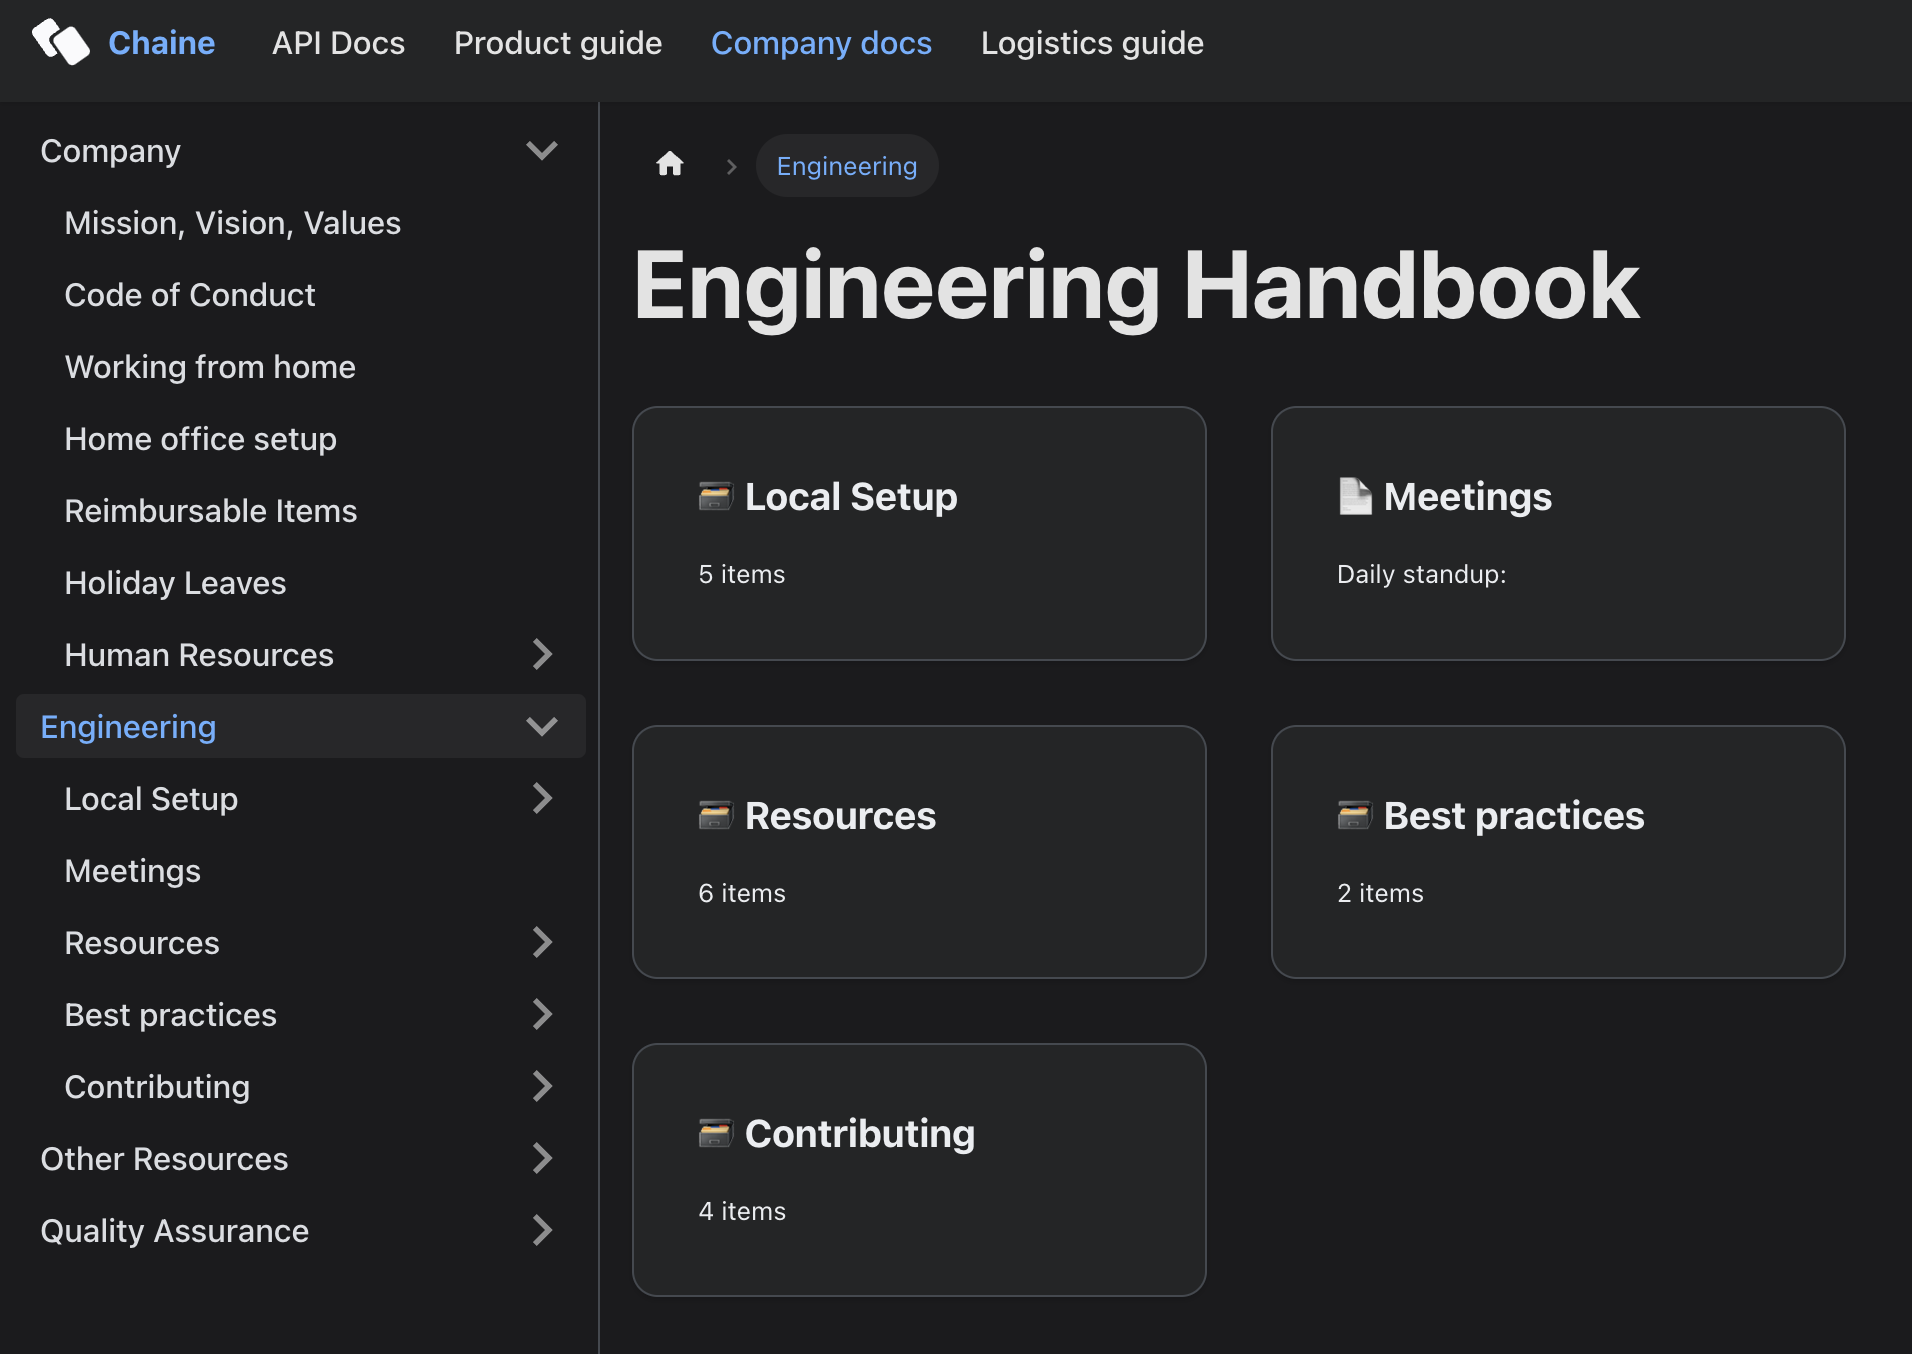 Chaine API Docs Product guide Company docs Logistics guide
Company
Mission, Vision, Values
Code of Conduct
Working from home
Home office setup
Reimbursable Items
Holiday Leaves
Human Resources
Engineering
Local Setup
Meetings
Resources
Best practices
Contributing
Other Resources
Quality Assurance
Engineering
Engineering Handbook
Local Setup
5 items
Meetings
Daily standup:
Resources
6 items
Best practices
2 items
Contributing
4 items